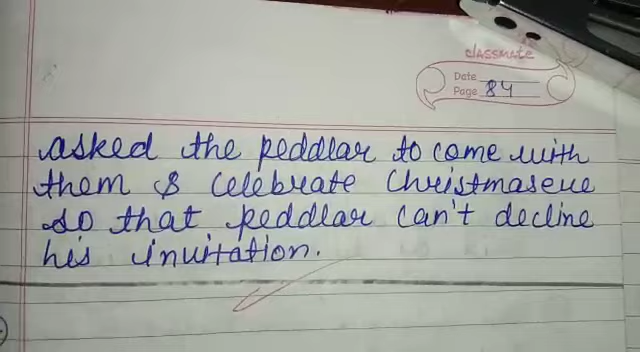 classmate
Date
Page 84
asked the peddlar to come with
them & celebrate Christmaseve
so that peddlar can't decline
his invitation.